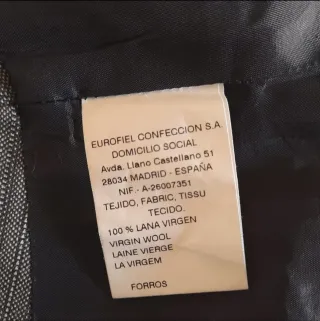 EUROFIEL CONFECCION S.A
DOMICILIO SOCIAL
Avda. Llano Castellano 51
28034 MADRID - ESPAÑA
NIF.- A-26007351
TEJIDO, FABRIC, TISSU
TECIDO.
100 % LANA VIRGEN
VIRGIN WOOL
LAINE VIERGE
LA VIRGEM
FORROS